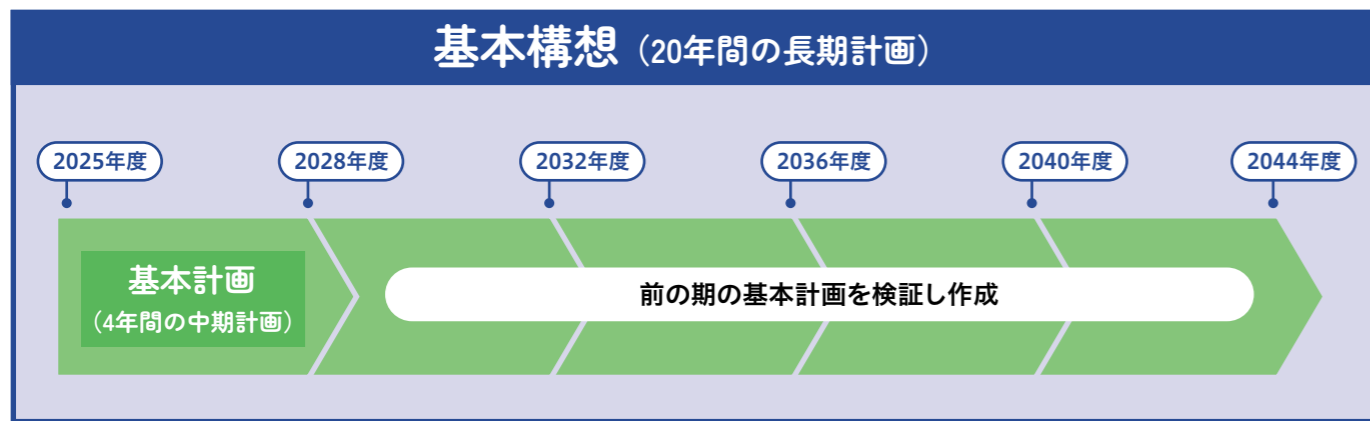 基本構想（20年間の長期計画）
2025年度
2028年度
2032年度
2036年度
2040年度
2044年度
基本計画
（4年間の中期計画）
前の期の基本計画を検証し作成